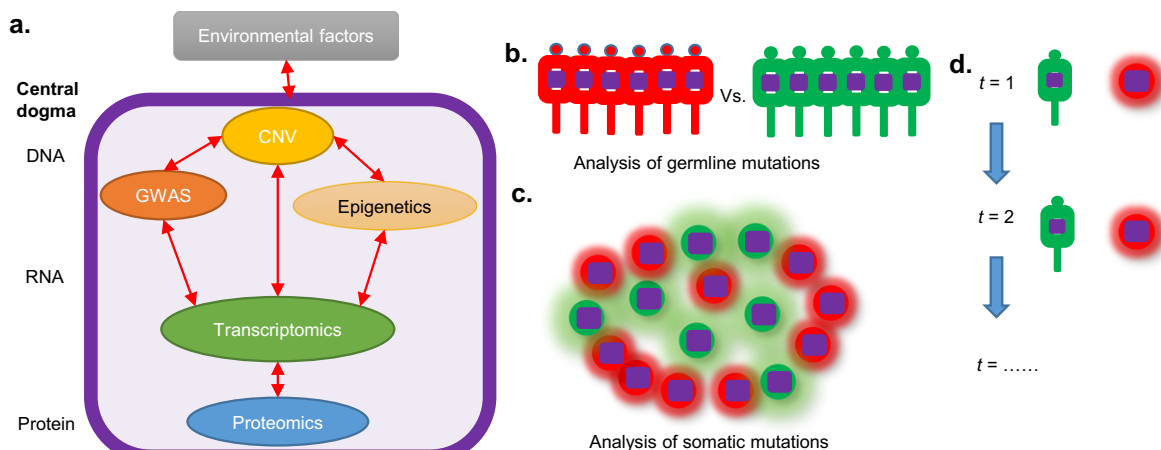 a.
Environmental factors
Central
dogma
DNA
CNV
GWAS
Epigenetics
RNA
Transcriptomics
Protein
Proteomics
b.
Vs.
Analysis of germline mutations
c.
Analysis of somatic mutations
d.
t = 1
t = 2
t = ......